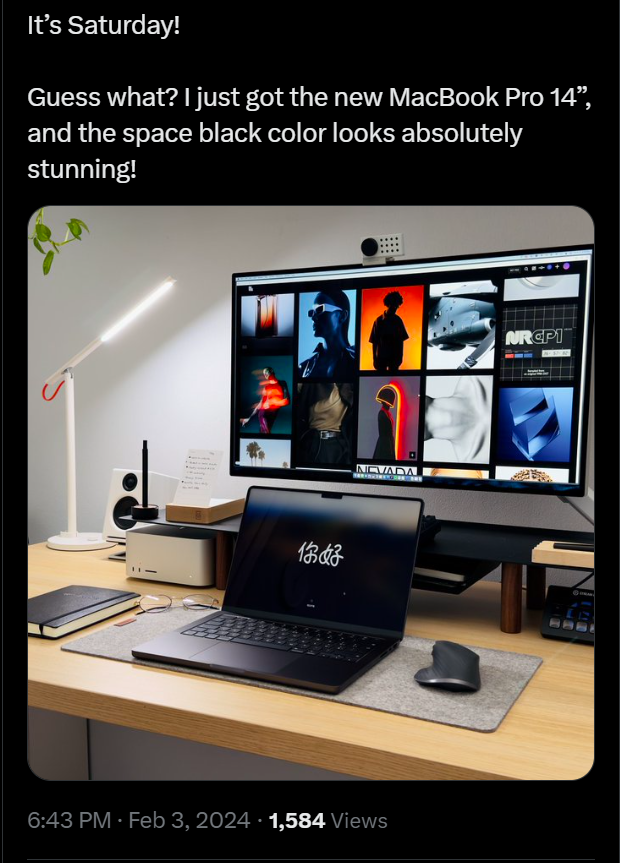 It’s Saturday!
Guess what? I just got the new MacBook Pro 14”,
and the space black color looks absolutely
stunning!
NRCP1
NEVADA
你好
6:43 PM · Feb 3, 2024 · 1,584 Views